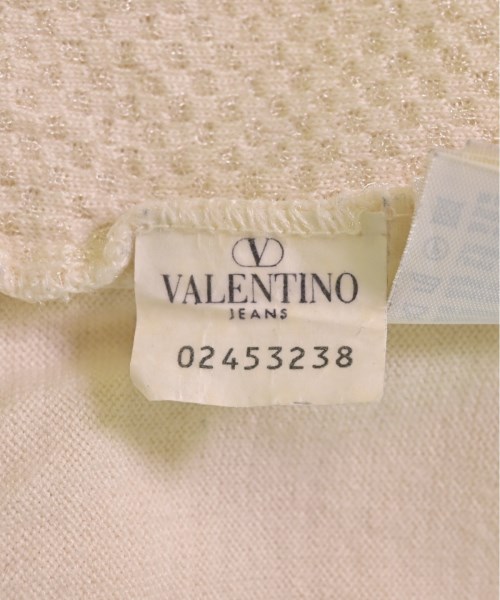 V
VALENTINO
JEANS
02453238